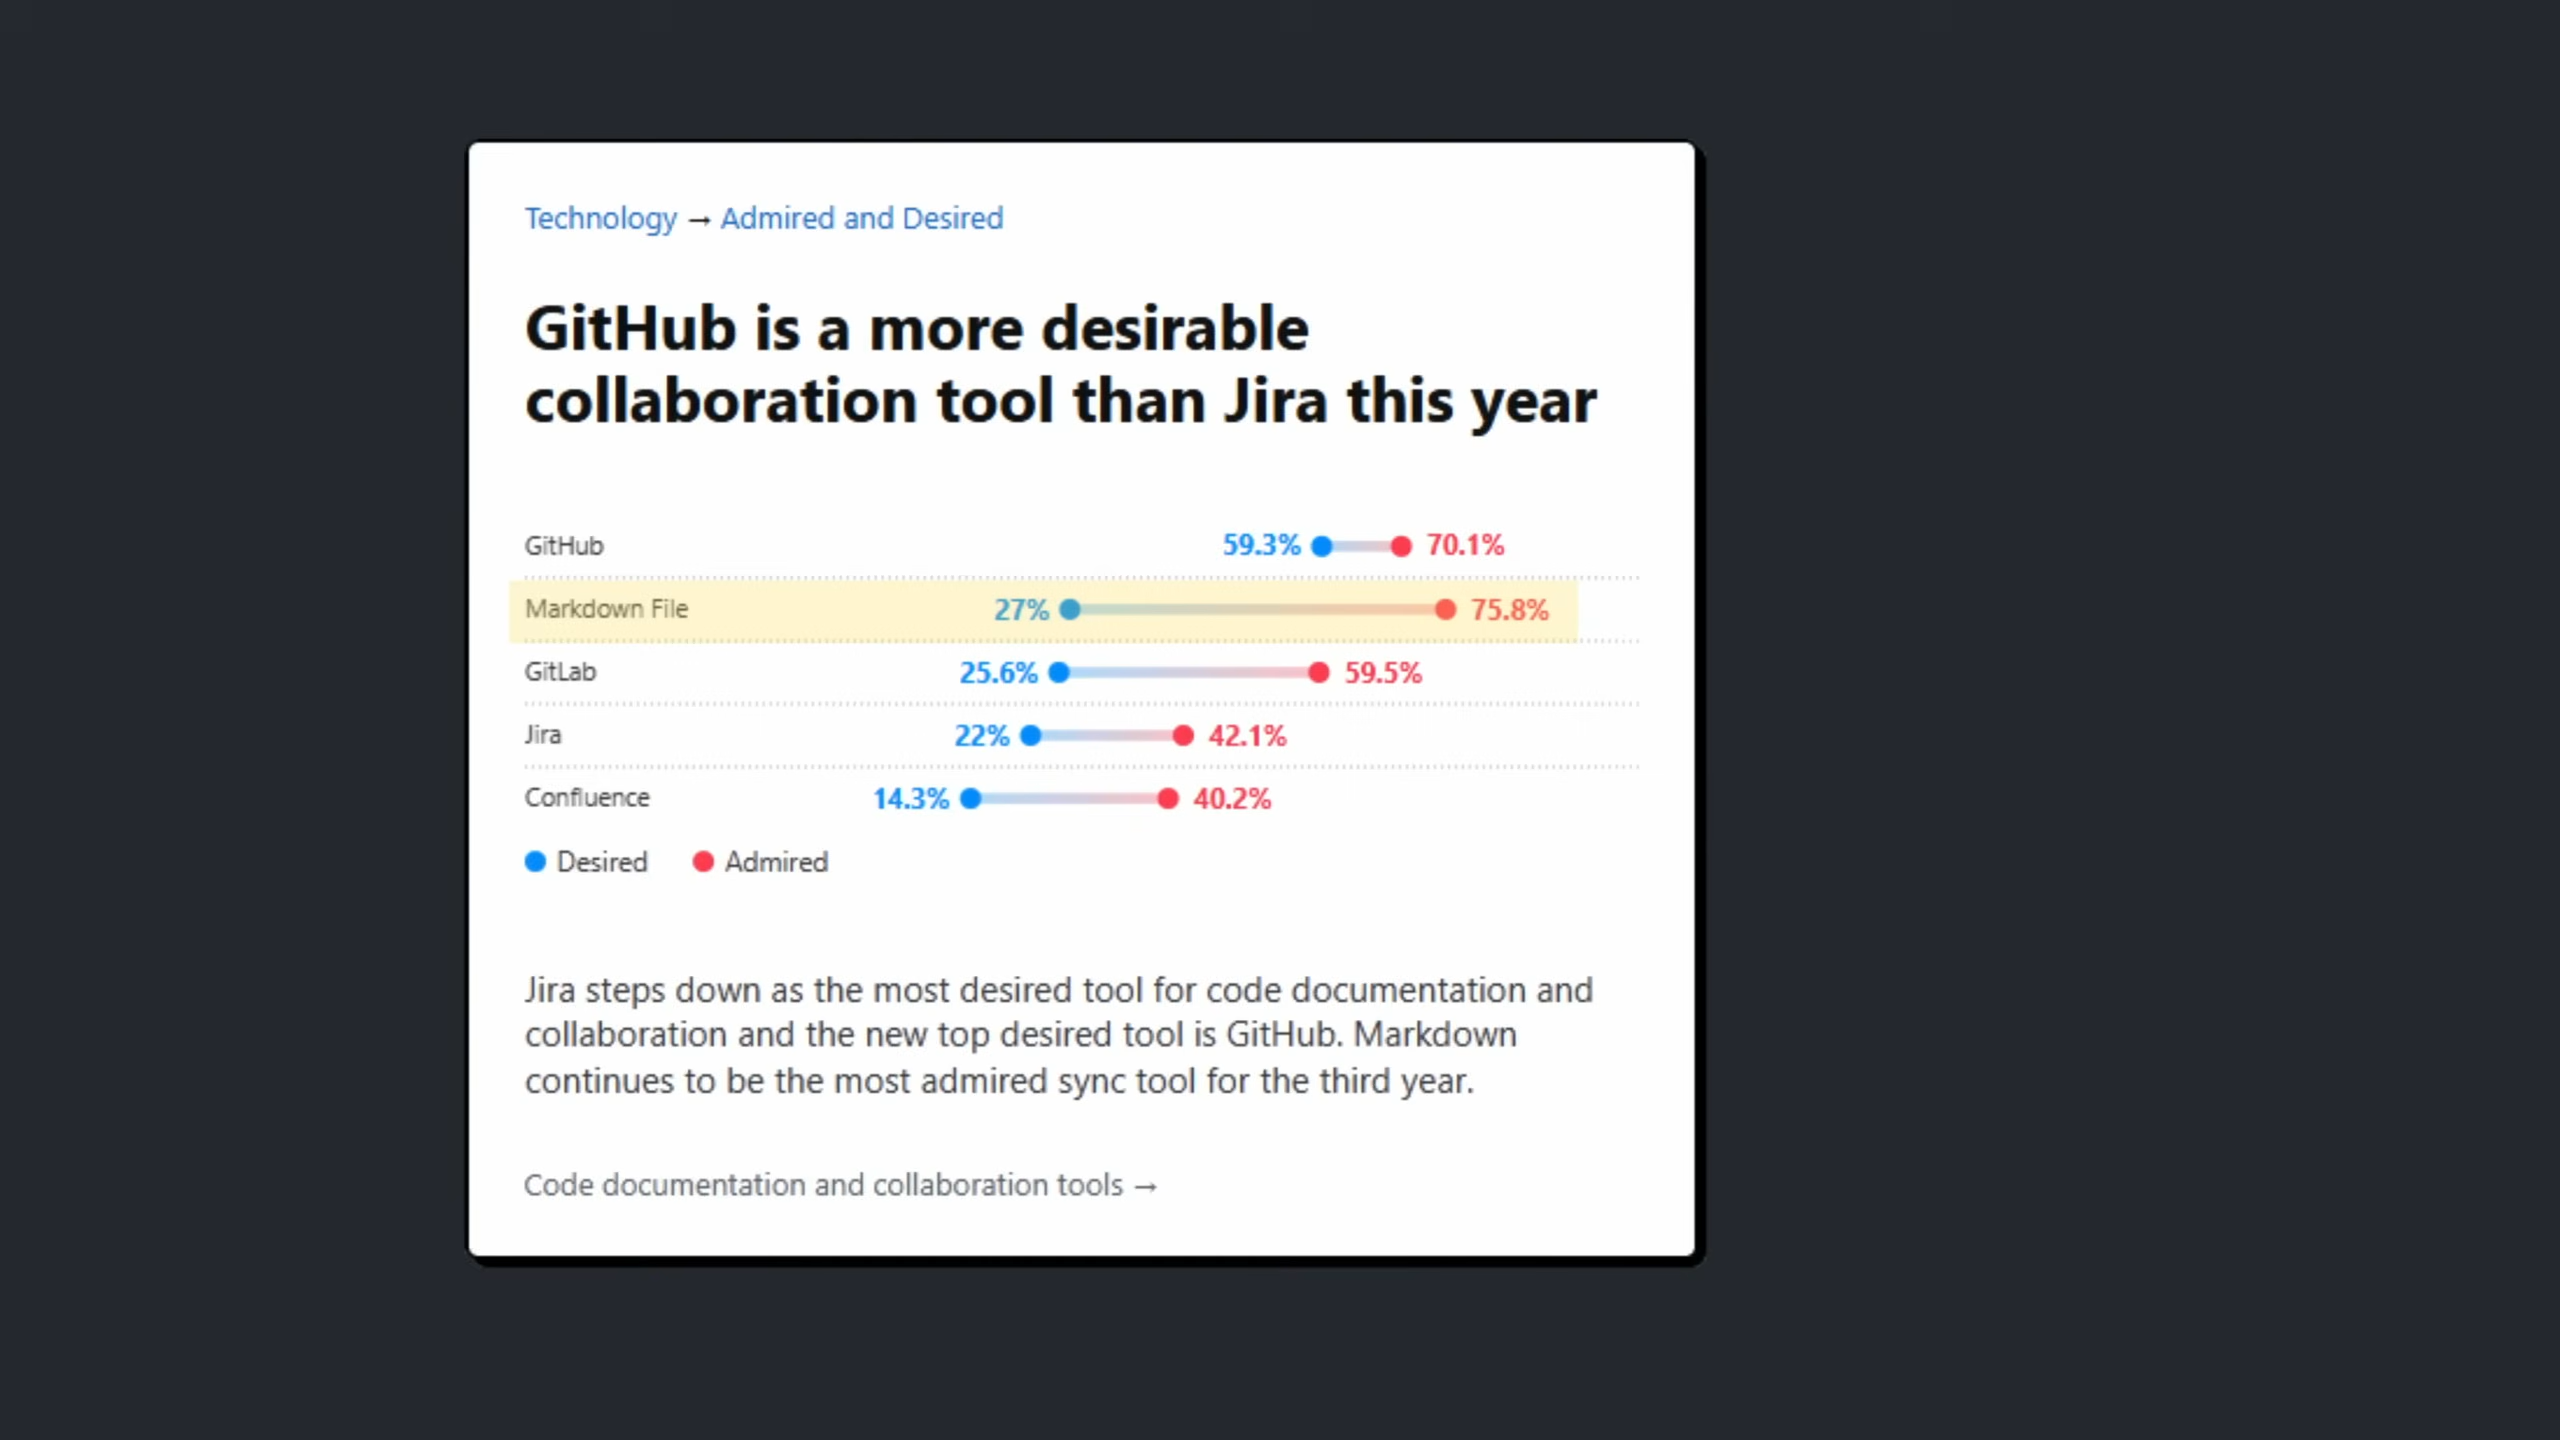 Technology → Admired and Desired
GitHub is a more desirable
collaboration tool than Jira this year
GitHub 59.3% 70.1%
Markdown File 27% 75.8%
GitLab 25.6% 59.5%
Jira 22% 42.1%
Confluence 14.3% 40.2%
Desired Admired
Jira steps down as the most desired tool for code documentation and
collaboration and the new top desired tool is GitHub. Markdown
continues to be the most admired sync tool for the third year.
Code documentation and collaboration tools →